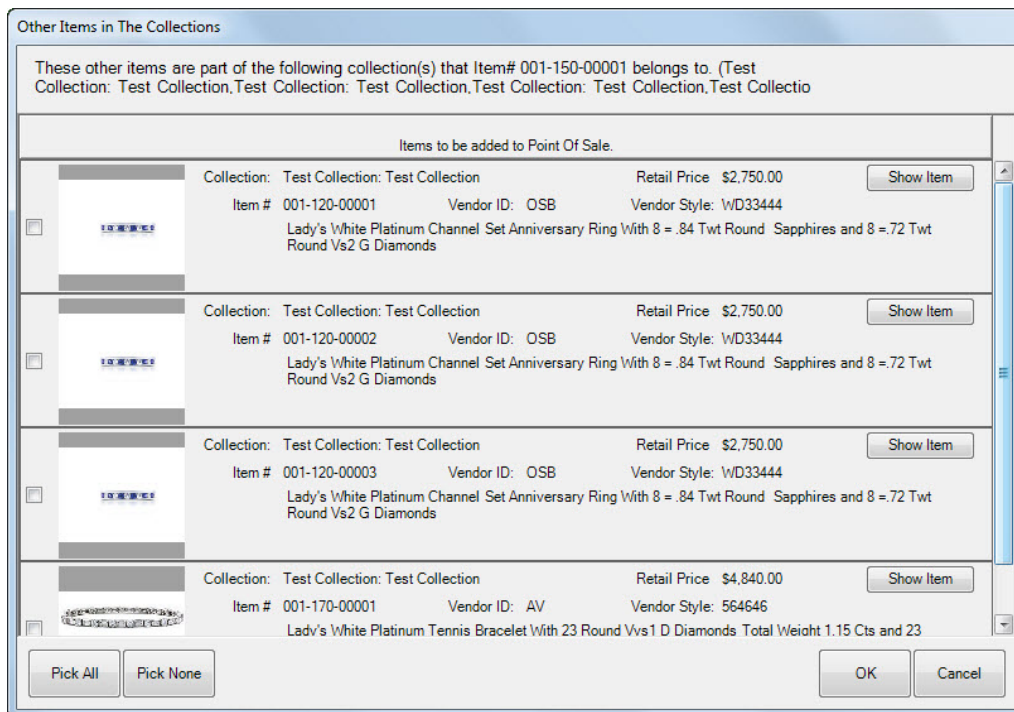 Other Items in The Collections
These other items are part of the following collection(s) that Item# 001-150-00001 belongs to. (Test
Collection: Test Collection,Test Collection: Test Collection,Test Collection: Test Collection,Test Collectio
Items to be added to Point Of Sale.
Collection: Test Collection: Test Collection Retail Price $2,750.00 Show Item
Item # 001-120-00001 Vendor ID: OSB Vendor Style: WD33444
Lady's White Platinum Channel Set Anniversary Ring With 8 = .84 Twt Round Sapphires and 8 =.72 Twt
Round Vs2 G Diamonds
Collection: Test Collection: Test Collection Retail Price $2,750.00 Show Item
Item # 001-120-00002 Vendor ID: OSB Vendor Style: WD33444
Lady's White Platinum Channel Set Anniversary Ring With 8 = .84 Twt Round Sapphires and 8 =.72 Twt
Round Vs2 G Diamonds
Collection: Test Collection: Test Collection Retail Price $2,750.00 Show Item
Item # 001-120-00003 Vendor ID: OSB Vendor Style: WD33444
Lady's White Platinum Channel Set Anniversary Ring With 8 = .84 Twt Round Sapphires and 8 =.72 Twt
Round Vs2 G Diamonds
Collection: Test Collection: Test Collection Retail Price $4,840.00 Show Item
Item # 001-170-00001 Vendor ID: AV Vendor Style: 564646
Lady's White Platinum Tennis Bracelet With 23 Round Vvs1 D Diamonds Total Weight 1.15 Cts and 23
Pick All Pick None OK Cancel